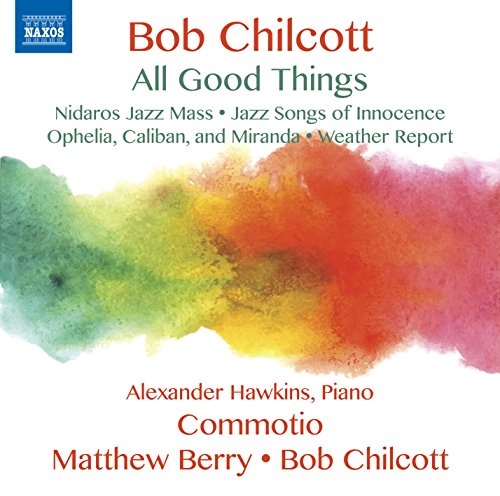 NAXOS
Bob Chilcott
All Good Things
Nidaros Jazz Mass • Jazz Songs of Innocence
Ophelia, Caliban, and Miranda • Weather Report
Alexander Hawkins, Piano
Commotio
Matthew Berry • Bob Chilcott